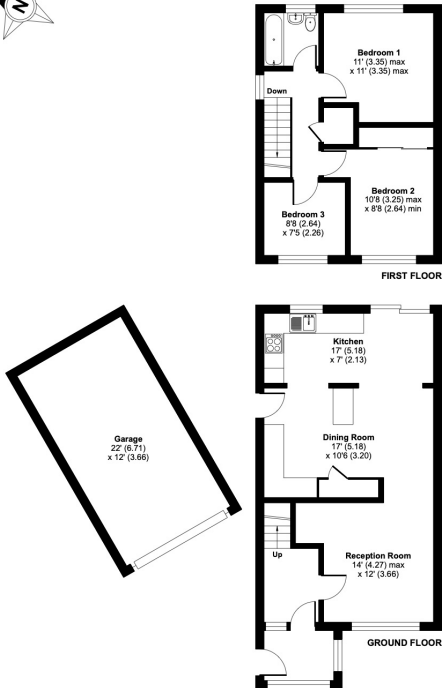 N
Bedroom 1
11' (3.35) max
x 11' (3.35) max
Down
Bedroom 2
10'8 (3.25) max
x 8'8 (2.64) min
Bedroom 3
8'8 (2.64)
x 7'5 (2.26)
FIRST FLOOR
Kitchen
17' (5.18)
x 7' (2.13)
Garage
22' (6.71)
x 12' (3.66)
Dining Room
17' (5.18)
x 10'6 (3.20)
Up
Reception Room
14' (4.27) max
x 12' (3.66)
GROUND FLOOR